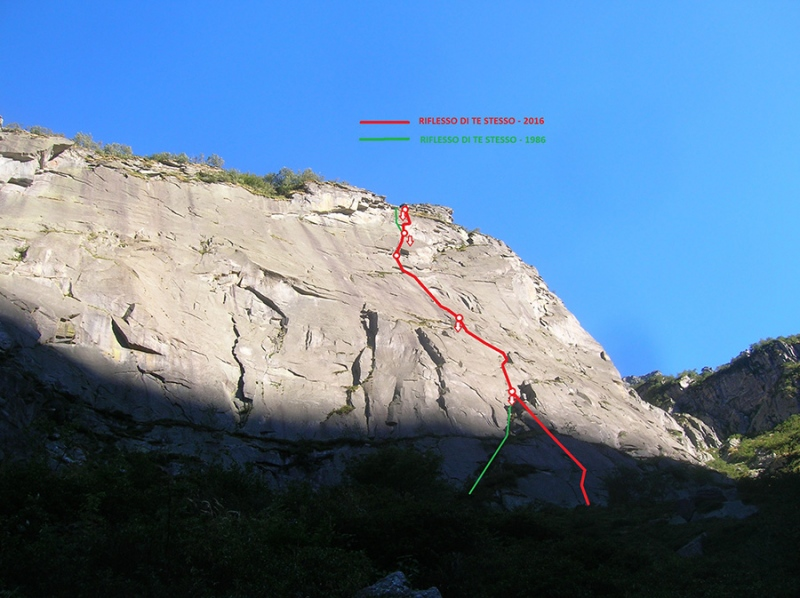 RIFLESSO DI TE STESSO - 2016
RIFLESSO DI TE STESSO - 1986